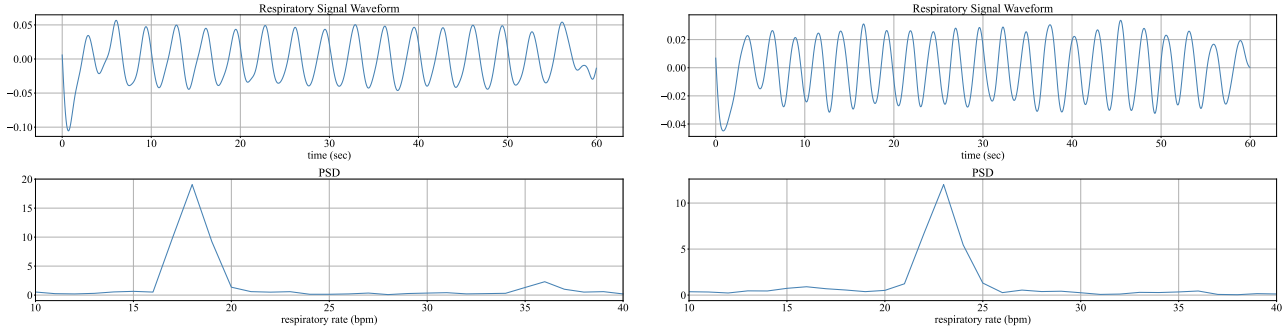 Respiratory Signal Waveform
0.05
0.00
−0.05
−0.10
0 10 20 30 40 50 60
time (sec)
PSD
20
15
10
5
0
10 15 20 25 30 35 40
respiratory rate (bpm)
Respiratory Signal Waveform
0.02
0.00
−0.02
−0.04
0 10 20 30 40 50 60
time (sec)
PSD
10
5
0
10 15 20 25 30 35 40
respiratory rate (bpm)